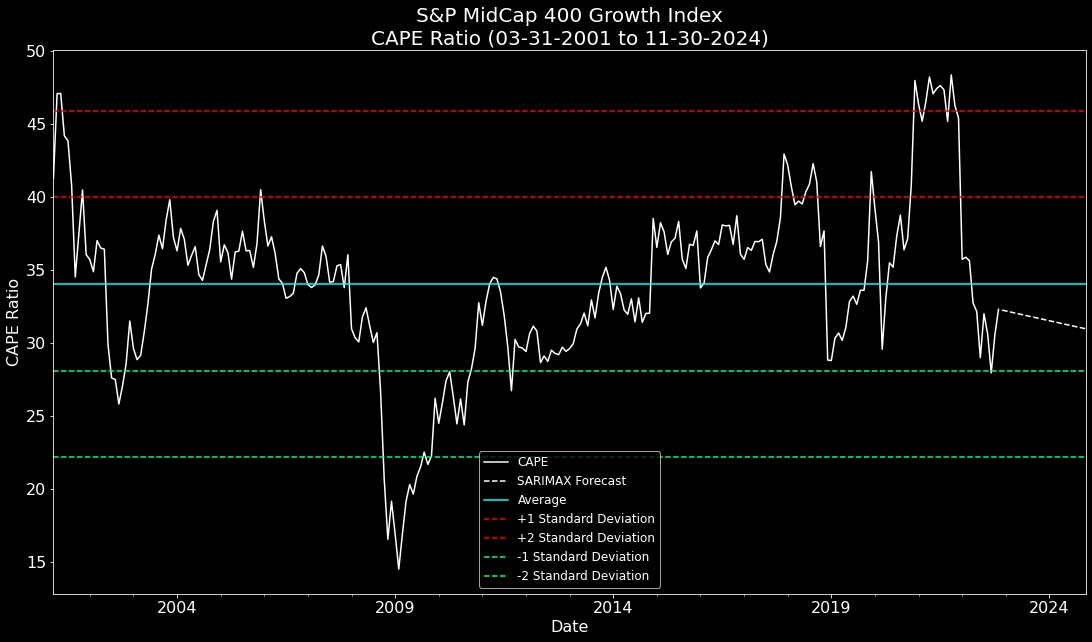 S&P MidCap 400 Growth Index
CAPE Ratio (03-31-2001 to 11-30-2024)
50
45
40
35
30
25
20
15
CAPE Ratio
CAPE
SARIMAX Forecast
Average
+1 Standard Deviation
+2 Standard Deviation
-1 Standard Deviation
-2 Standard Deviation
2004
2009
2014
2019
2024
Date